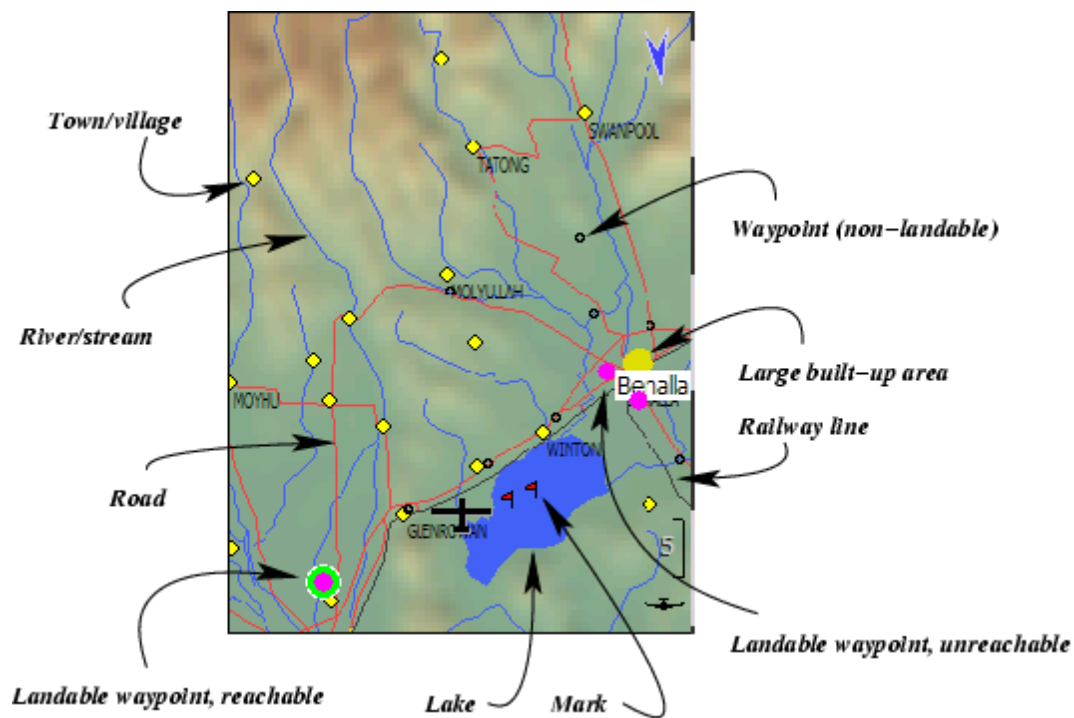 Town/village
SWANPOOL
TATONG
Waypoint (non-landable)
MOLYULLAH
River/stream
Large built-up area
Benalla
MOYHU
Railway line
WINTON
Road
GLENROWAN
5
Landable waypoint, unreachable
Landable waypoint, reachable
Lake
Mark